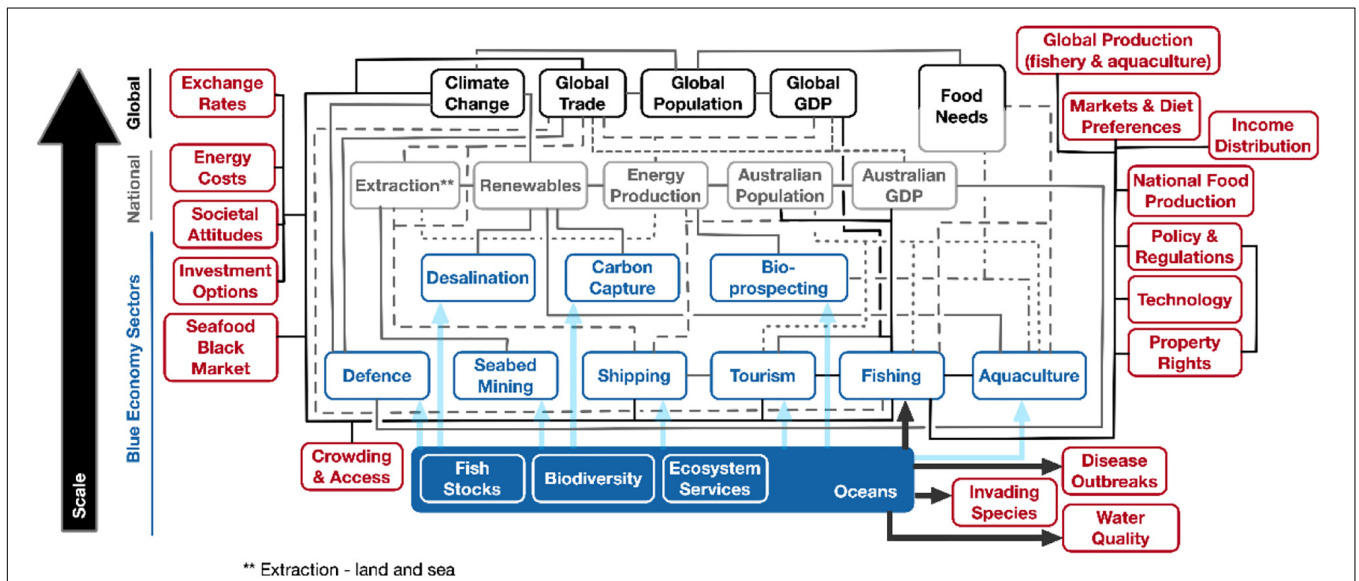 Scale
Global
National
Blue Economy Sectors
Exchange
Rates
Energy
Costs
Societal
Attitudes
Investment
Options
Seafood
Black
Market
Crowding
& Access
Climate
Change
Global
Trade
Global
Population
Global
GDP
Food
Needs
Extraction**
Renewables
Energy
Production
Australian
Population
Australian
GDP
Desalination
Carbon
Capture
Bio-
prospecting
Defence
Seabed
Mining
Shipping
Tourism
Fishing
Aquaculture
Fish
Stocks
Biodiversity
Ecosystem
Services
Oceans
Global Production
(fishery & aquaculture)
Markets & Diet
Preferences
Income
Distribution
National Food
Production
Policy &
Regulations
Technology
Property
Rights
Disease
Outbreaks
Invading
Species
Water
Quality
** Extraction - land and sea